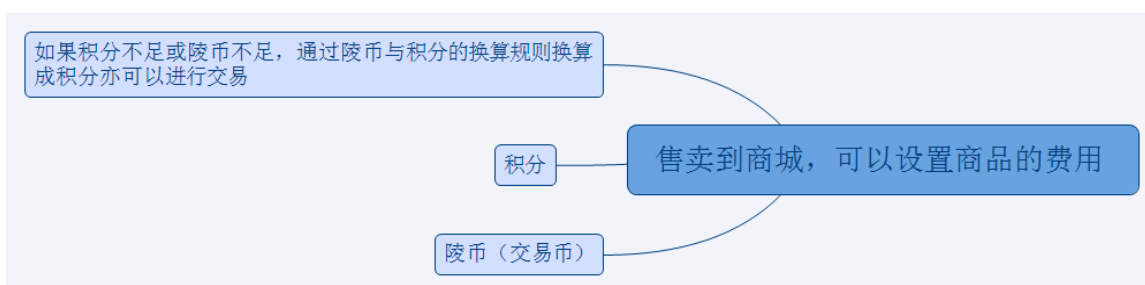 如果积分不足或陵币不足，通过陵币与积分的换算规则换算
成积分亦可以进行交易
积分
售卖到商城，可以设置商品的费用
陵币（交易币）